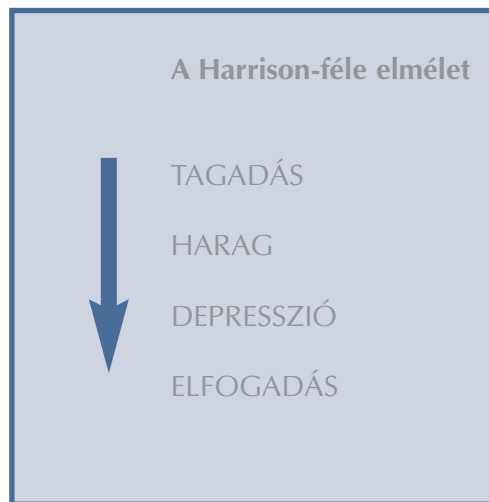 A Harrison-féle elmélet
TAGADÁS
HARAG
DEPRESSZIÓ
ELFOGADÁS